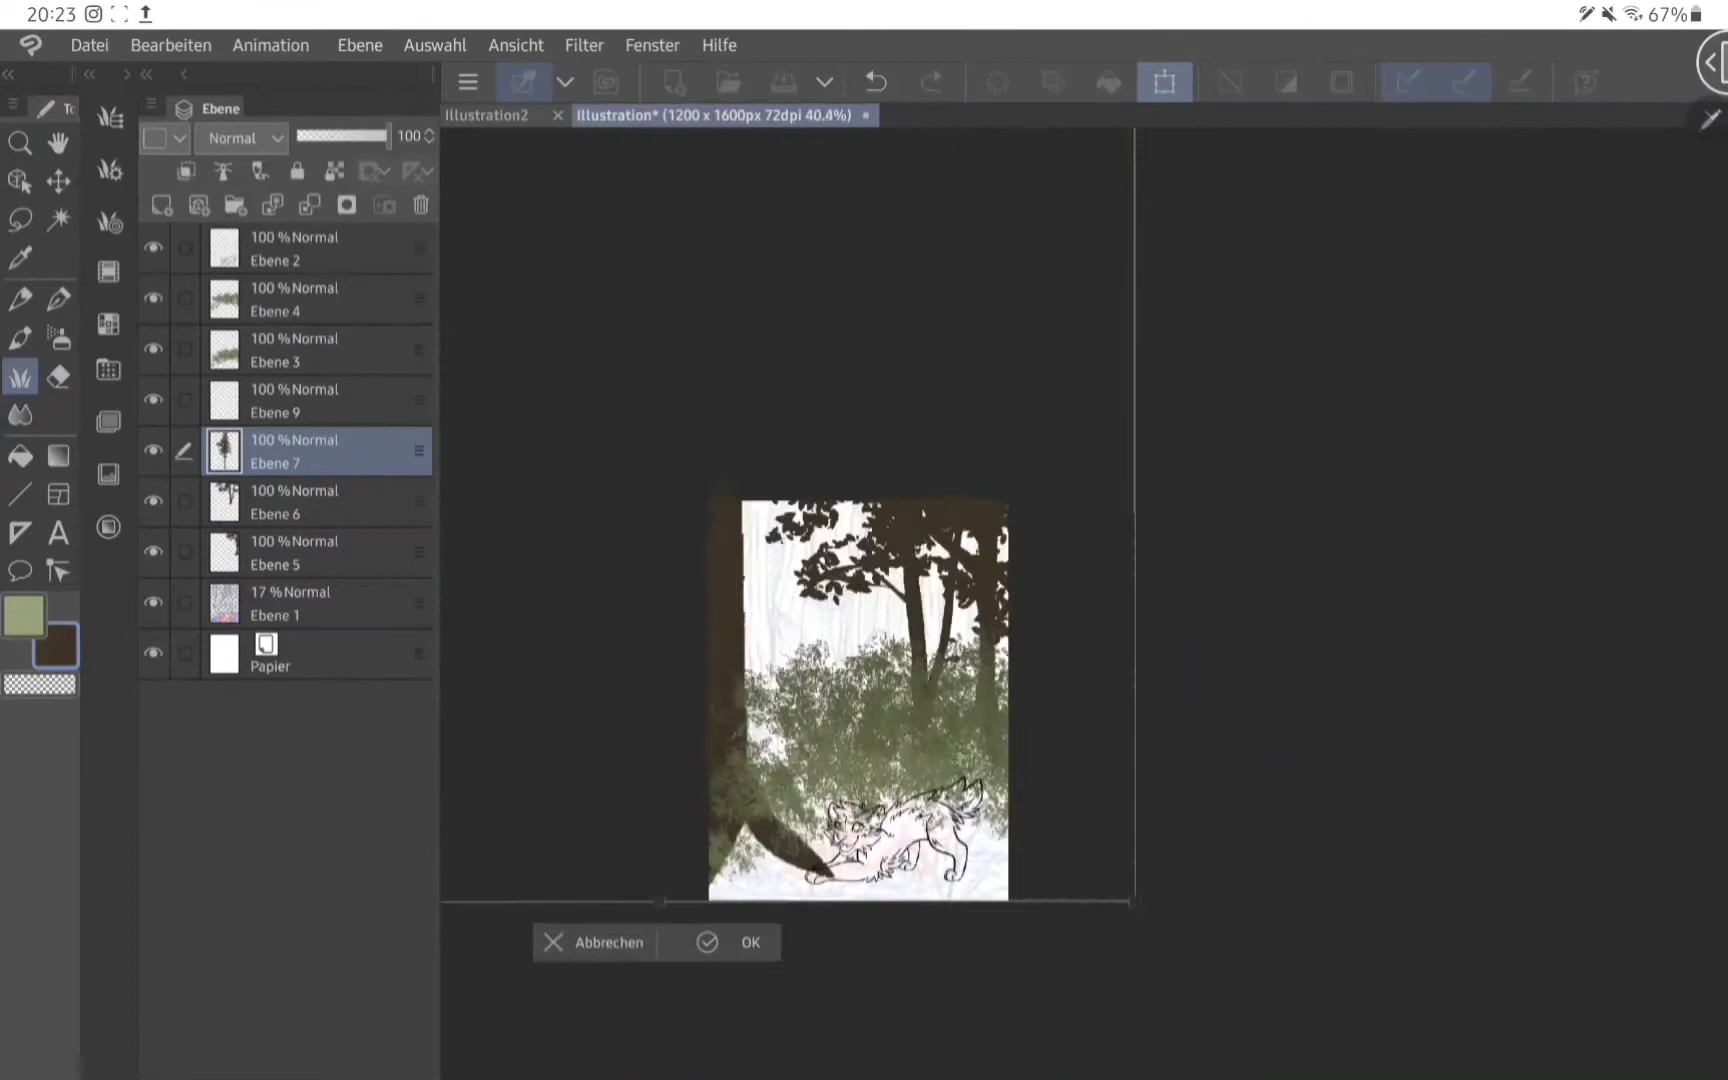 20:23
67%
Datei Bearbeiten Animation Ebene Auswahl Ansicht Filter Fenster Hilfe
Ebene
Illustration2
Illustration* (1200 x 1600px 72dpi 40.4%)
Normal
100
100 %Normal
Ebene 2
100 %Normal
Ebene 4
100 %Normal
Ebene 3
100 %Normal
Ebene 9
100 %Normal
Ebene 7
100 %Normal
Ebene 6
100 %Normal
Ebene 5
17 %Normal
Ebene 1
Papier
Abbrechen OK